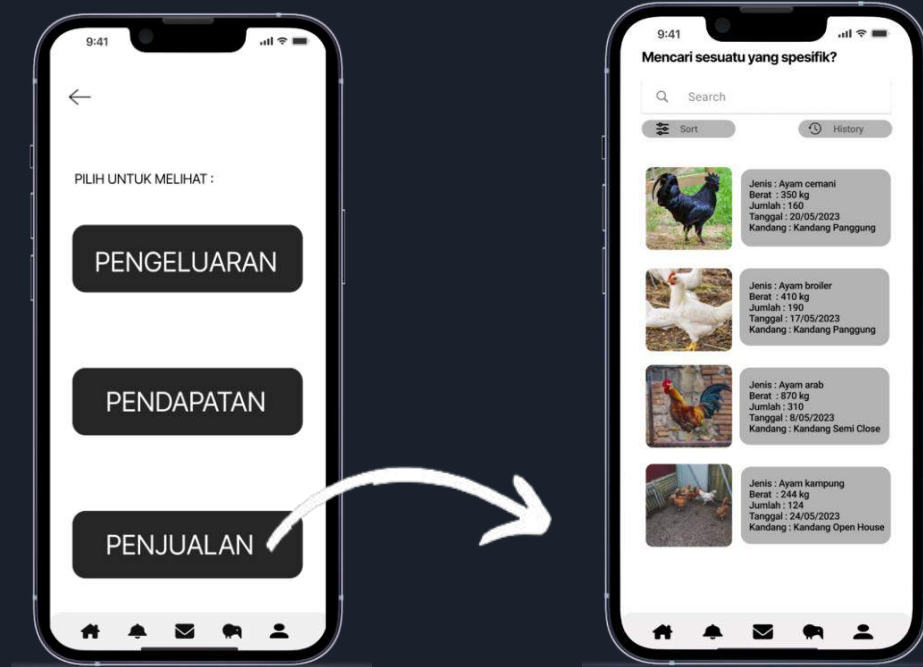 9:41
PILIH UNTUK MELIHAT :
PENGELUARAN
PENDAPATAN
PENJUALAN
9:41
Mencari sesuatu yang spesifik?
Search
Sort
History
Jenis : Ayam cemani
Berat : 350 kg
Jumlah : 160
Tanggal : 20/05/2023
Kandang : Kandang Panggung
Jenis : Ayam broiler
Berat : 410 kg
Jumlah : 190
Tanggal : 17/05/2023
Kandang : Kandang Panggung
Jenis : Ayam arab
Berat : 870 kg
Jumlah : 310
Tanggal : 8/05/2023
Kandang : Kandang Semi Close
Jenis : Ayam kampung
Berat : 244 kg
Jumlah : 124
Tanggal : 24/05/2023
Kandang : Kandang Open House